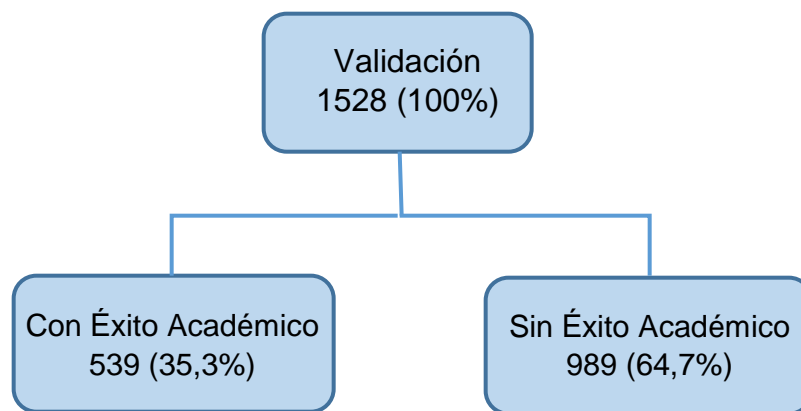 Validación
1528 (100%)
Con Éxito Académico
539 (35,3%)
Sin Éxito Académico
989 (64,7%)